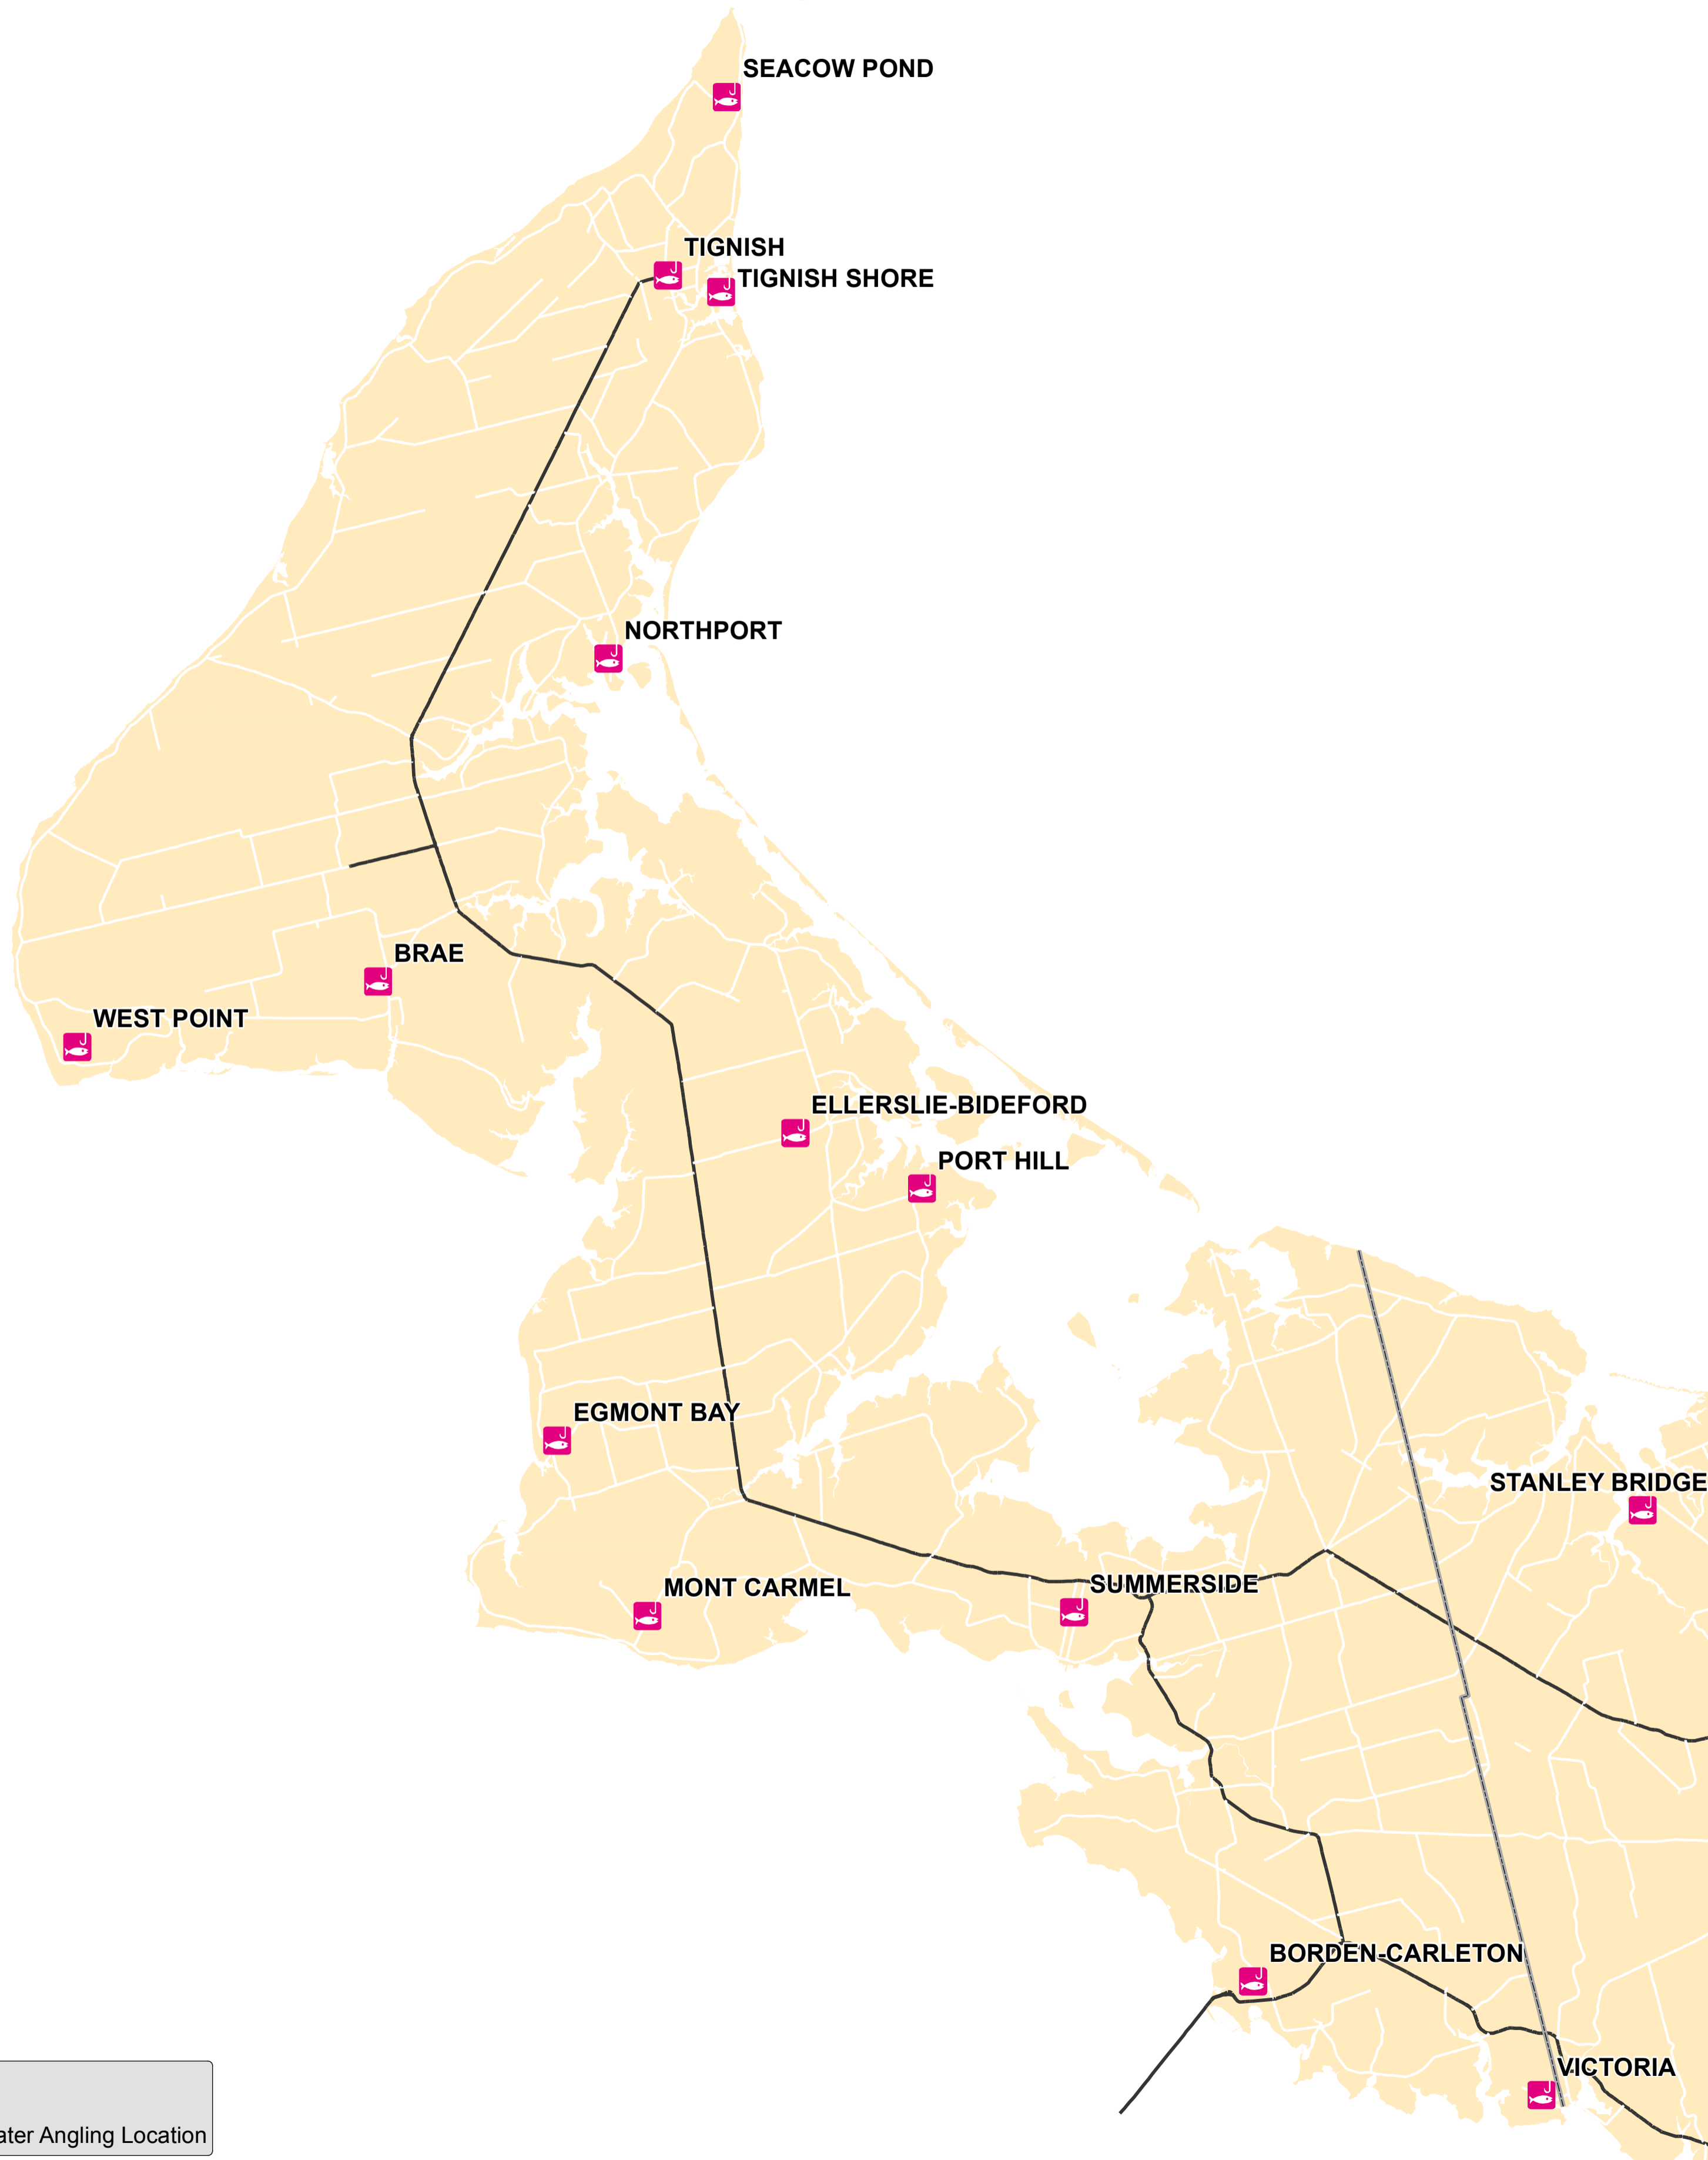 SEACOW POND
TIGNISH
TIGNISH SHORE
NORTHPORT
BRAE
WEST POINT
ELLERSLIE-BIDEFORD
PORT HILL
EGMONT BAY
STANLEY BRIDGE
MONT CARMEL
SUMMERSIDE
BORDEN-CARLETON
VICTORIA
ater Angling Location